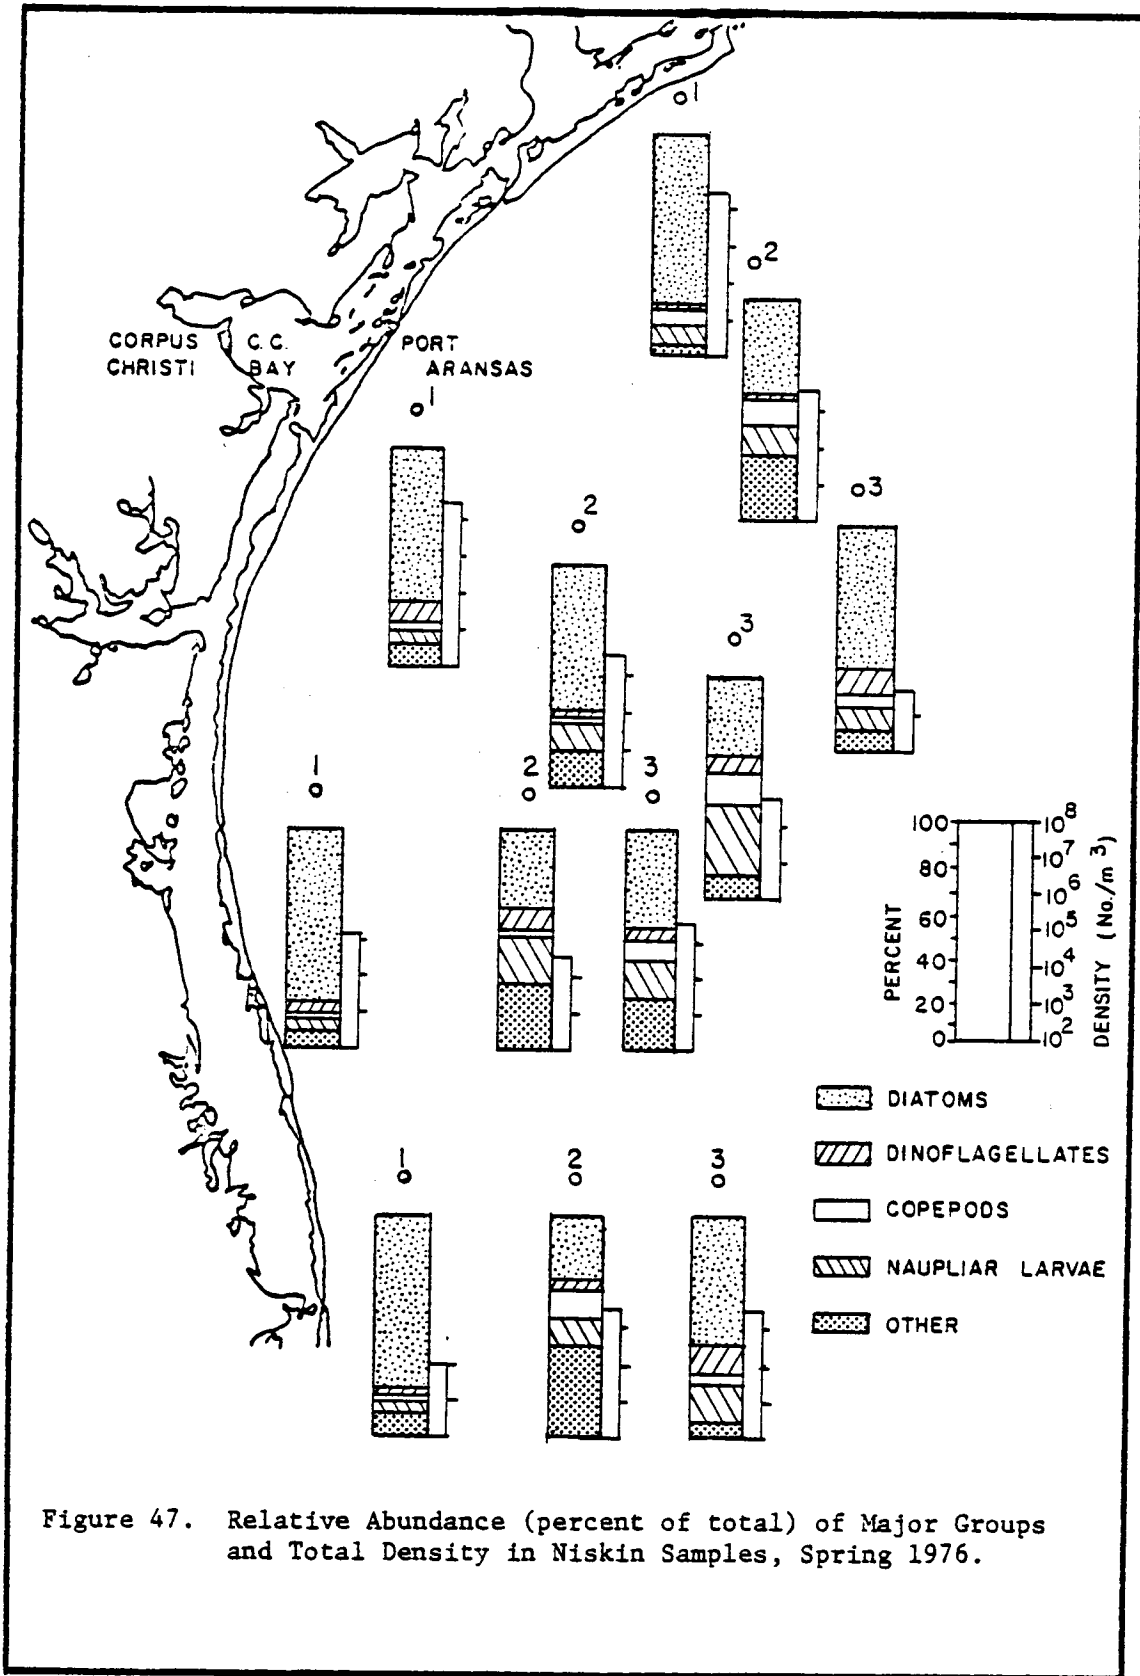 1
2
CORPUS CHRISTI
C.C. BAY
PORT ARANSAS
1
3
2
3
1
2
3
100
80
60
40
20
0
PERCENT
10^8
10^7
10^6
10^5
10^4
10^3
10^2
DENSITY (No./m^3)
DIATOMS
DINOFLAGELLATES
COPEPODS
NAUPLIAR LARVAE
OTHER
1
2
3
Figure 47. Relative Abundance (percent of total) of Major Groups
and Total Density in Niskin Samples, Spring 1976.